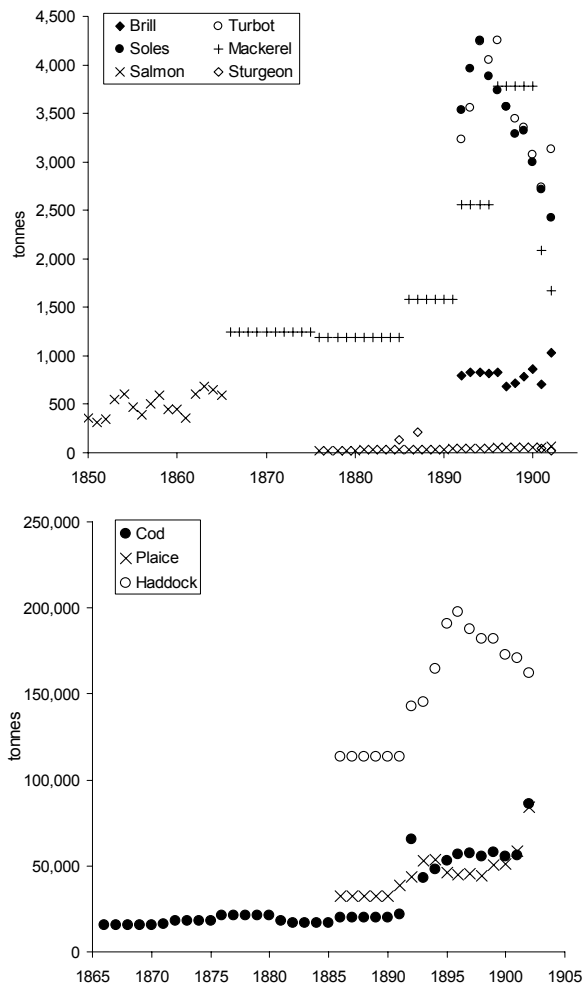 4,500
4,000
3,500
3,000
2,500
2,000
1,500
1,000
500
0
tonnes
Brill Turbot
Soles Mackerel
Salmon Sturgeon
1850 1860 1870 1880 1890 1900
250,000
200,000
150,000
100,000
50,000
0
tonnes
Cod
Plaice
Haddock
1865 1870 1875 1880 1885 1890 1895 1900 1905